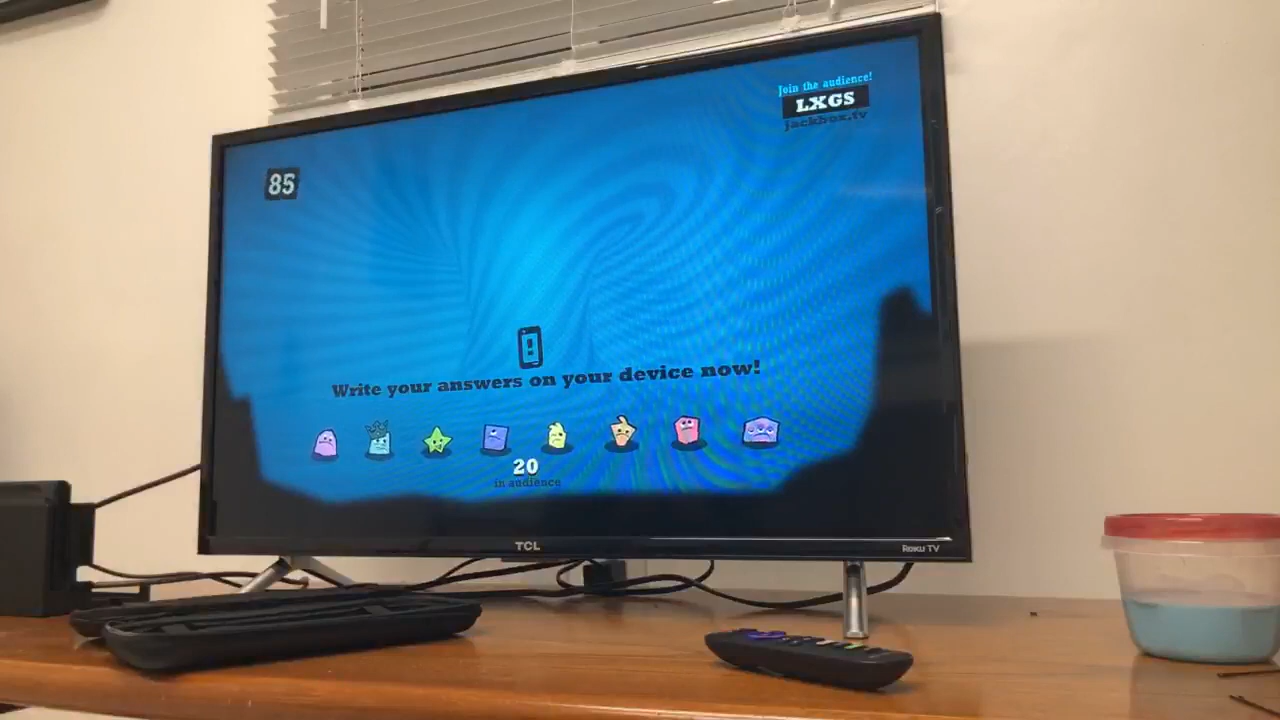 Join the audience!
LXGS
jackbox.tv
85
Write your answers on your device now!
20
in audience
TCL
Roku TV